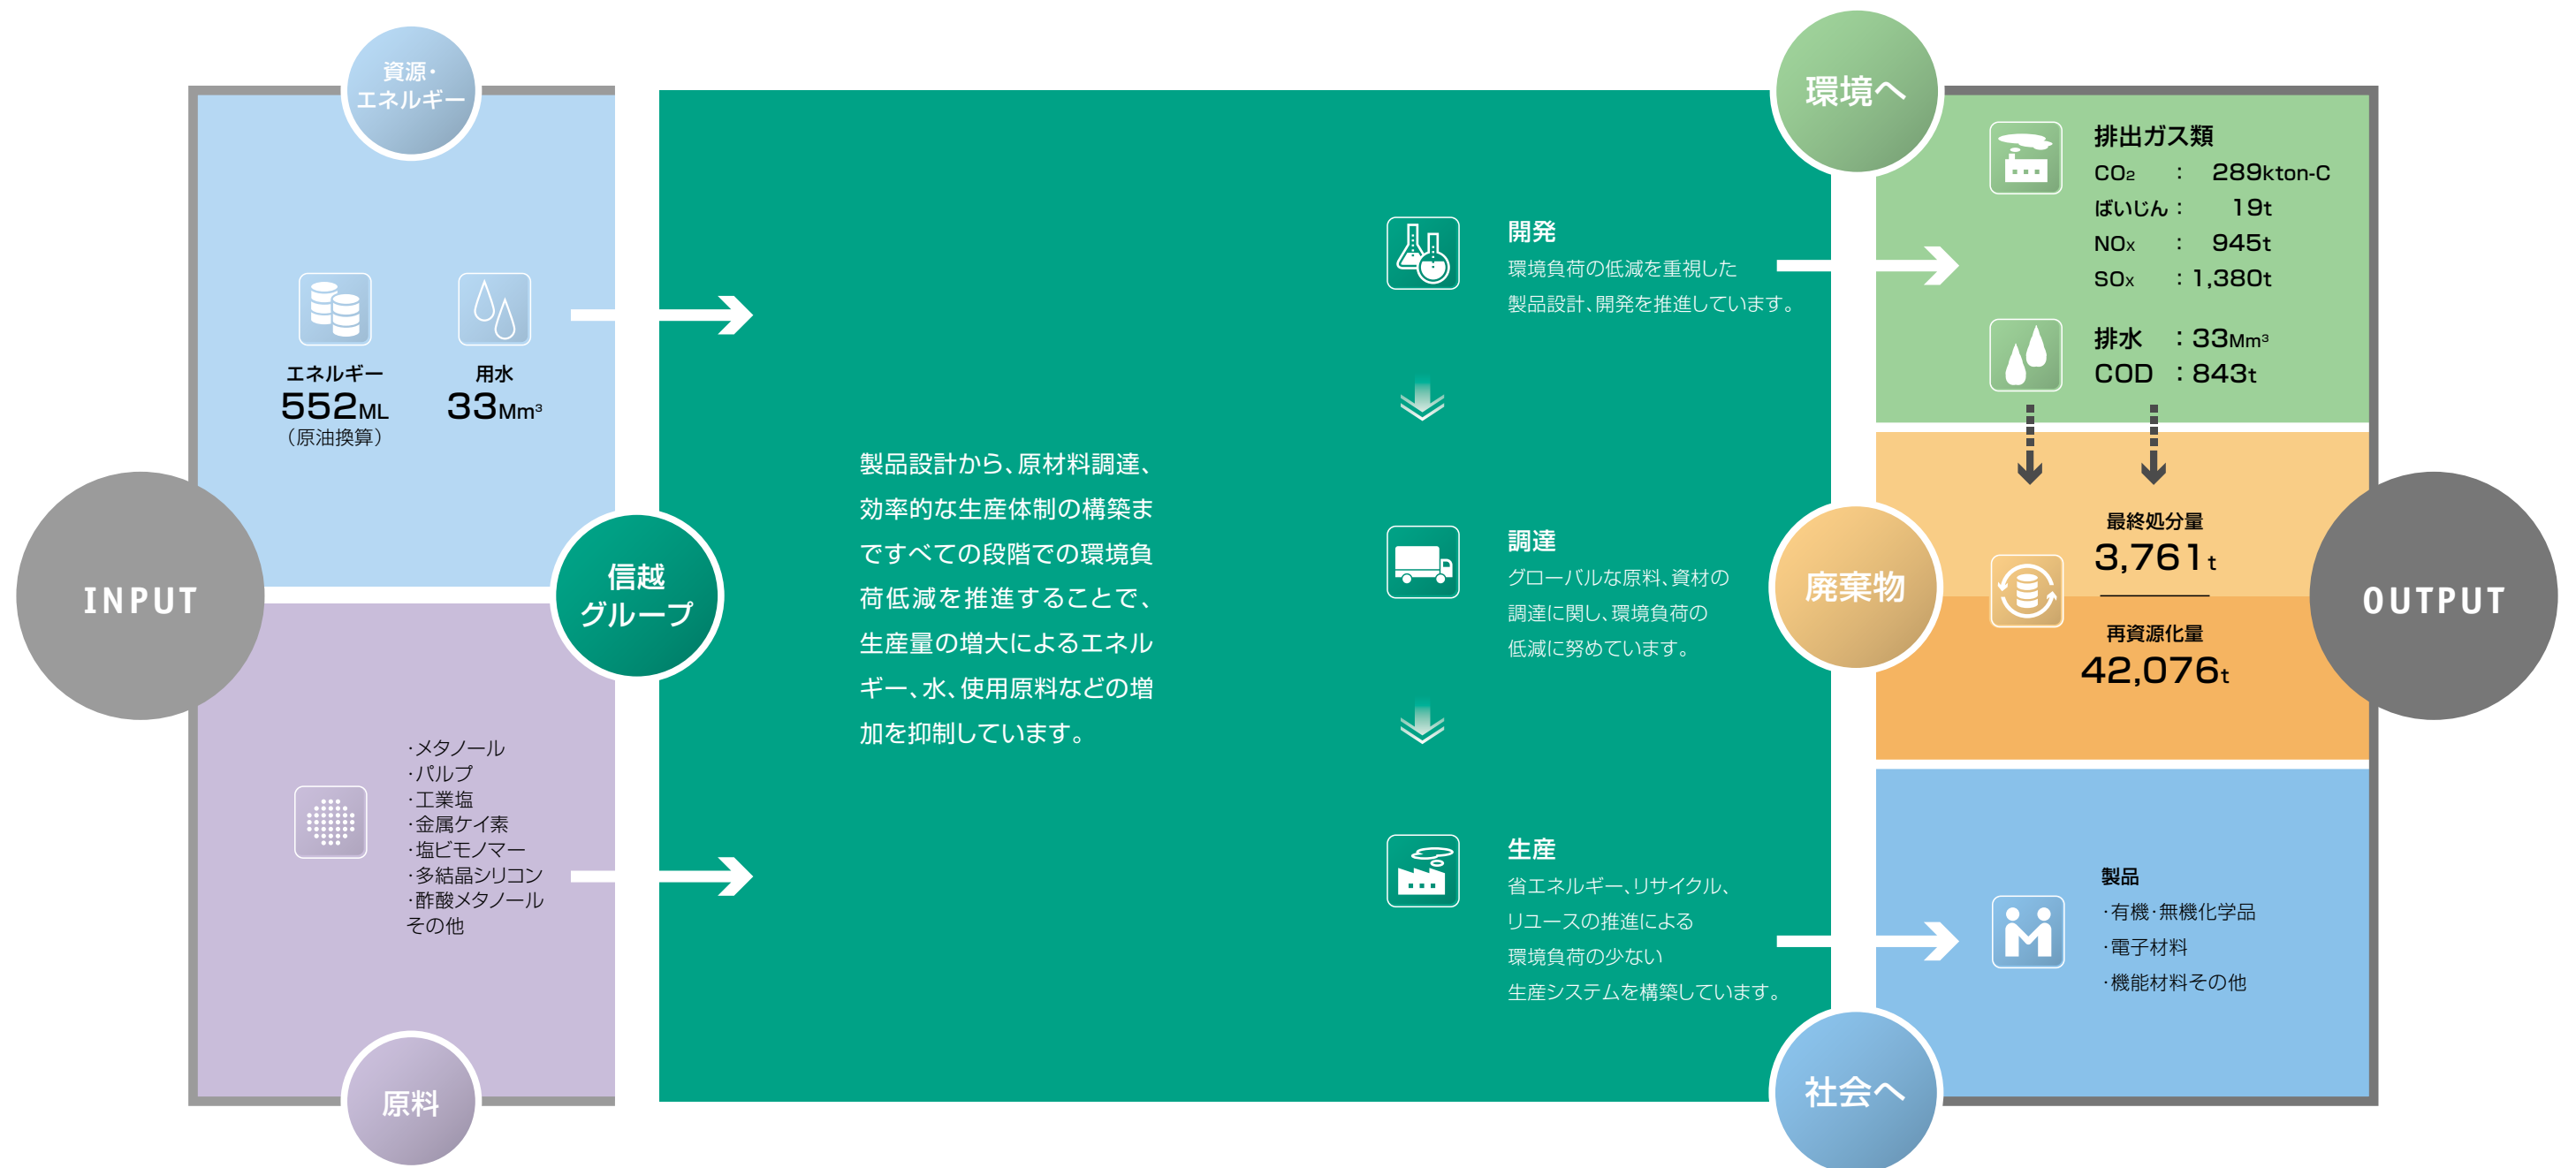 INPUT
資源・
エネルギー
エネルギー
552ML
（原油換算）
用水
33Mm³
原料
・メタノール
・パルプ
・工業塩
・金属ケイ素
・塩ビモノマー
・多結晶シリコン
・酢酸メタノール
その他
信越
グループ
製品設計から、原材料調達、
効率的な生産体制の構築ま
ですべての段階での環境負
荷低減を推進することで、
生産量の増大によるエネル
ギー、水、使用原料などの増
加を抑制しています。
開発
環境負荷の低減を重視した
製品設計、開発を推進しています。
調達
グローバルな原料、資材の
調達に関し、環境負荷の
低減に努めています。
生産
省エネルギー、リサイクル、
リユースの推進による
環境負荷の少ない
生産システムを構築しています。
環境へ
排出ガス類
CO₂ ： 289kton-C
ばいじん： 19t
NOx ： 945t
SOx ：1,380t
排水 ：33Mm³
COD ：843t
廃棄物
最終処分量
3,761t
再資源化量
42,076t
社会へ
製品
・有機・無機化学品
・電子材料
・機能材料その他
OUTPUT